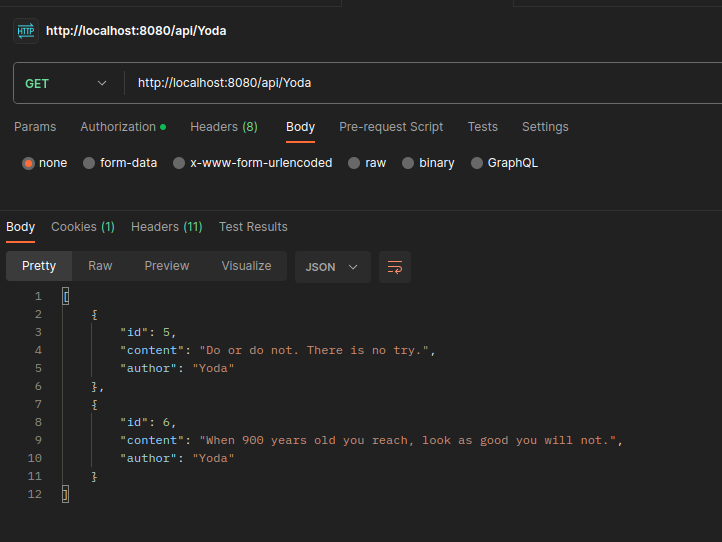 HTTP http://localhost:8080/api/Yoda
GET http://localhost:8080/api/Yoda
Params Authorization Headers (8) Body Pre-request Script Tests Settings
none form-data x-www-form-urlencoded raw binary GraphQL
Body Cookies (1) Headers (11) Test Results
Pretty Raw Preview Visualize JSON
1 [
2 {
3 "id": 5,
4 "content": "Do or do not. There is no try.",
5 "author": "Yoda"
6 },
7 {
8 "id": 6,
9 "content": "When 900 years old you reach, look as good you will not.",
10 "author": "Yoda"
11 }
12 ]